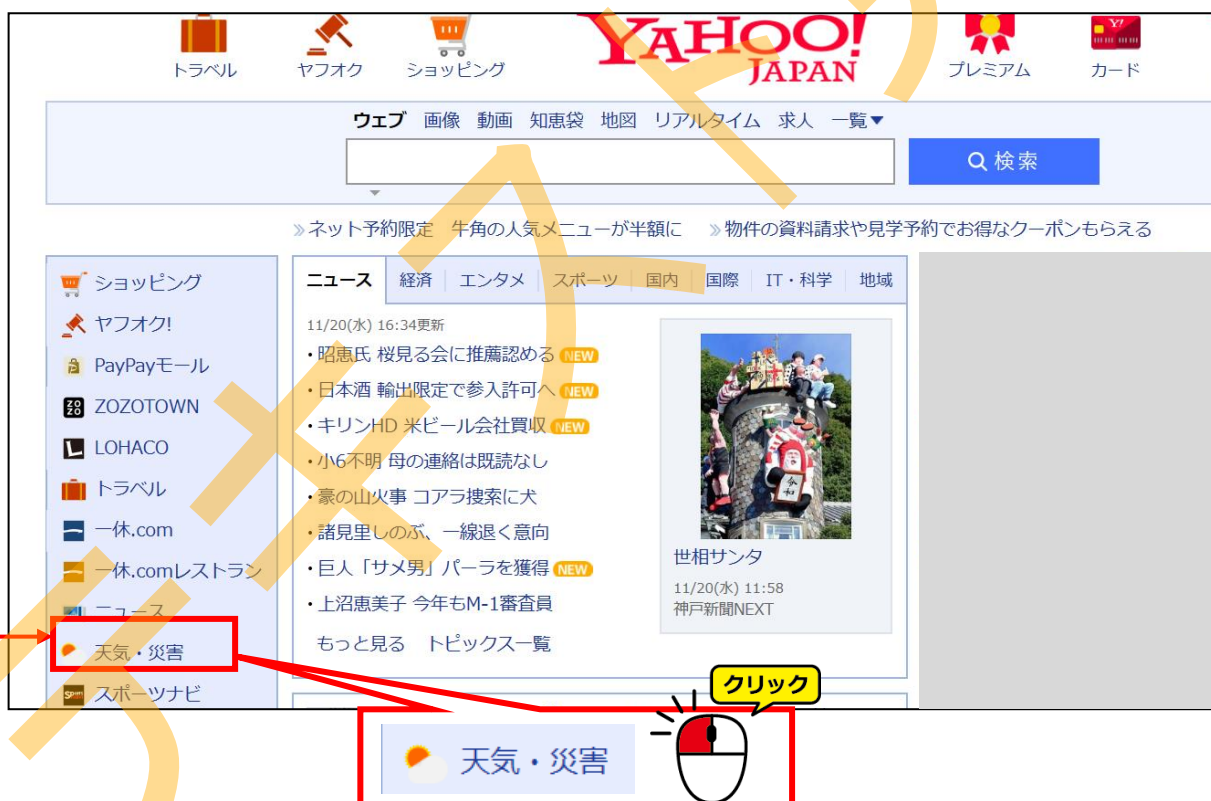 トラベル ヤフオク ショッピング YAHOO! JAPAN プレミアム カード
ウェブ 画像 動画 知恵袋 地図 リアルタイム 求人 一覧▼
検索
≫ネット予約限定 牛角の人気メニューが半額に ≫物件の資料請求や見学予約でお得なクーポンもらえる
ショッピング
ヤフオク!
PayPayモール
ZOZOTOWN
LOHACO
トラベル
一休.com
一休.comレストラン
ニュース
天気・災害
スポーツナビ
ニュース 経済 エンタメ スポーツ 国内 国際 IT・科学 地域
11/20(水) 16:34更新
・昭恵氏 桜見る会に推薦認める NEW
・日本酒 輸出限定で参入許可へ NEW
・キリンHD 米ビール会社買収 NEW
・小6不明 母の連絡は既読なし
・豪の山火事 コアラ捜索に犬
・諸見里しのぶ、一線退く意向
・巨人「サメ男」パーラを獲得 NEW
・上沼恵美子 今年もM-1審査員
もっと見る トピックス一覧
令和
世相サンタ
11/20(水) 11:58
神戸新聞NEXT
クリック
天気・災害